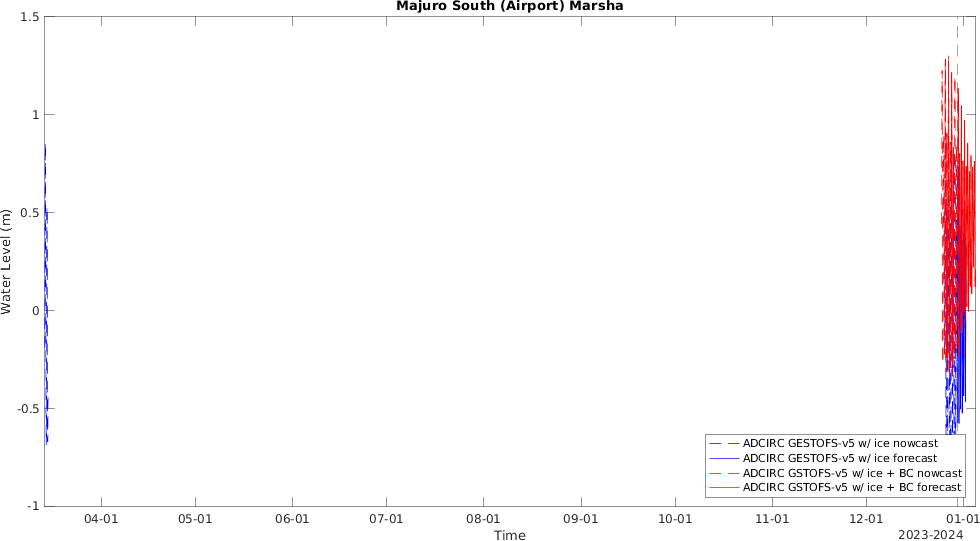 Majuro South (Airport) Marsha
1.5
1
0.5
0
-0.5
-1
Water Level (m)
ADCIRC GESTOFS-v5 w/ ice nowcast
ADCIRC GESTOFS-v5 w/ ice forecast
ADCIRC GSTOFS-v5 w/ ice + BC nowcast
ADCIRC GSTOFS-v5 w/ ice + BC forecast
04-01 05-01 06-01 07-01 08-01 09-01 10-01 11-01 12-01 01-01
Time
2023-2024